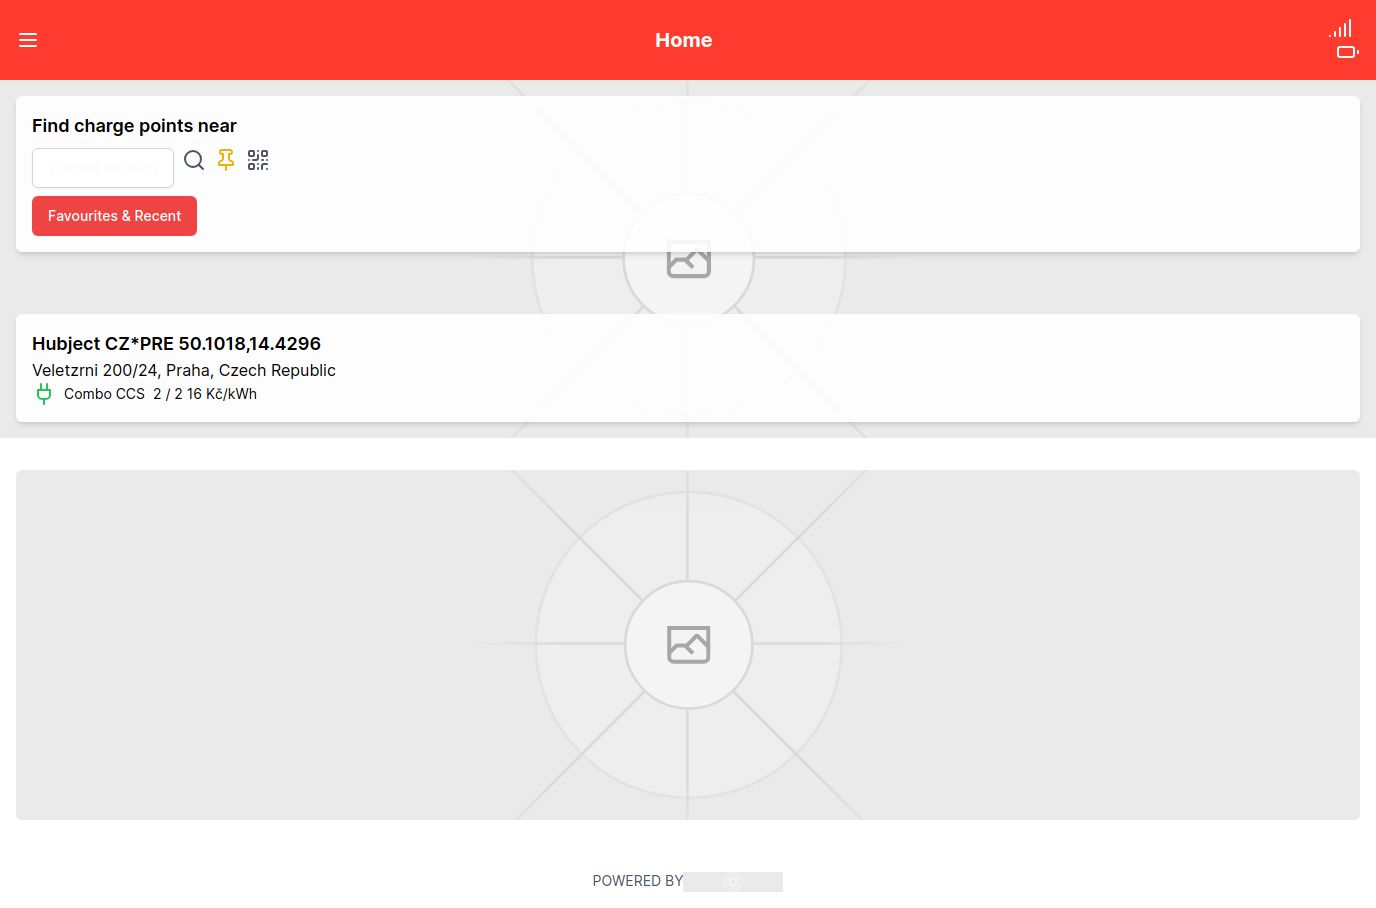 Home
Find charge points near
Current location
Favourites & Recent
Hubject CZ*PRE 50.1018,14.4296
Veletzrni 200/24, Praha, Czech Republic
Combo CCS 2 / 2 16 Kč/kWh
POWERED BY